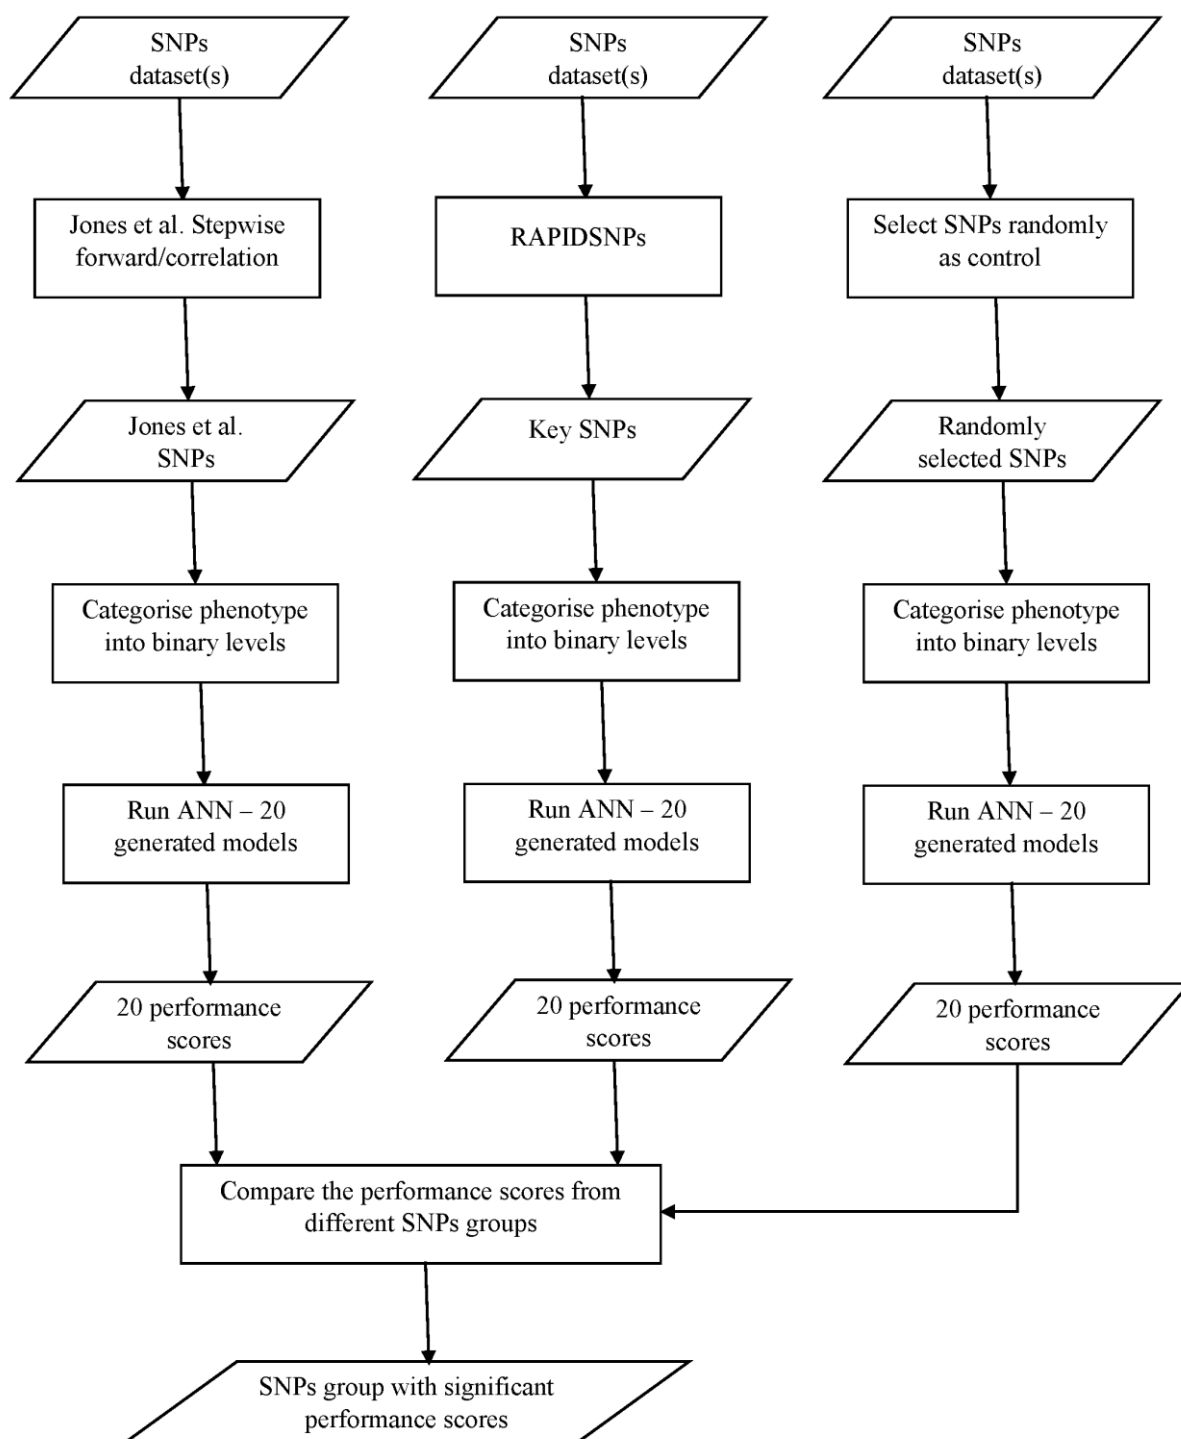 SNPs
dataset(s)
SNPs
dataset(s)
SNPs
dataset(s)
Jones et al. Stepwise
forward/correlation
RAPIDSNPs
Select SNPs randomly
as control
Jones et al.
SNPs
Key SNPs
Randomly
selected SNPs
Categorise phenotype
into binary levels
Categorise phenotype
into binary levels
Categorise phenotype
into binary levels
Run ANN – 20
generated models
Run ANN – 20
generated models
Run ANN – 20
generated models
20 performance
scores
20 performance
scores
20 performance
scores
Compare the performance scores from
different SNPs groups
SNPs group with significant
performance scores